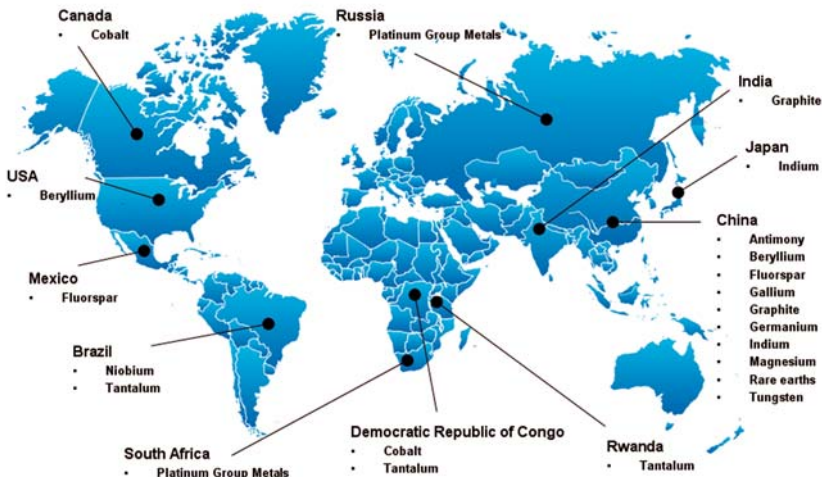 Canada
• Cobalt
Russia
• Platinum Group Metals
India
• Graphite
Japan
• Indium
USA
• Beryllium
China
• Antimony
• Beryllium
• Fluorspar
• Gallium
• Graphite
• Germanium
• Indium
• Magnesium
• Rare earths
• Tungsten
Mexico
• Fluorspar
Brazil
• Niobium
• Tantalum
South Africa
• Platinum Group Metals
Democratic Republic of Congo
• Cobalt
• Tantalum
Rwanda
• Tantalum